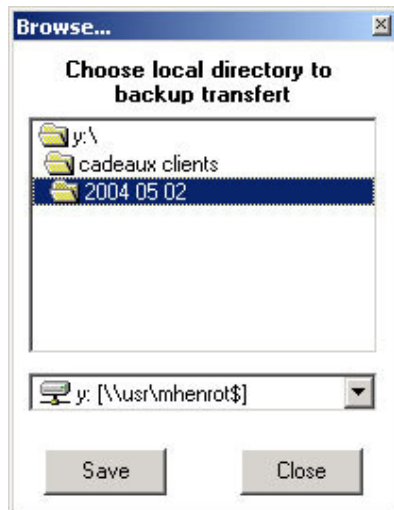 Browse...
Choose local directory to
backup transfert
y:\
cadeaux clients
2004 05 02
y: [\\usr\mhenrot$]
Save
Close